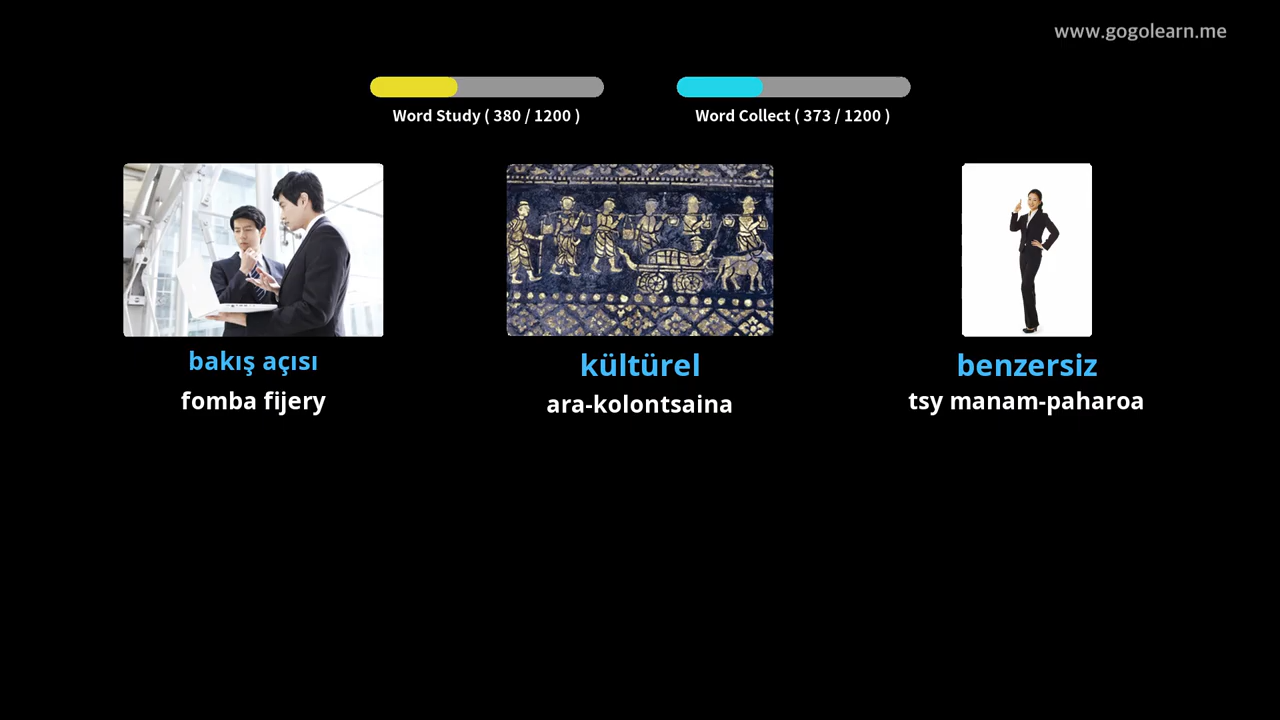 www.gogolearn.me
Word Study ( 380 / 1200 )
Word Collect ( 373 / 1200 )
bakış açısı
fomba fijery
kültürel
ara-kolontsaina
benzersiz
tsy manam-paharoa